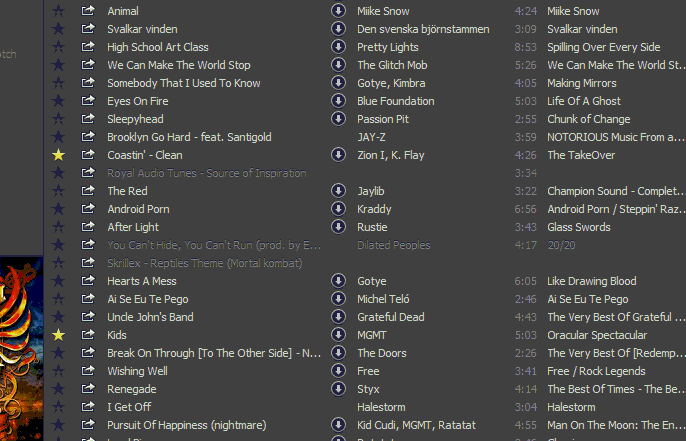 otch
Animal Miike Snow 4:24 Miike Snow
Svalkar vinden Den svenska björnstammen 3:09 Svalkar vinden
High School Art Class Pretty Lights 8:53 Spilling Over Every Side
We Can Make The World Stop The Glitch Mob 5:26 We Can Make The World St...
Somebody That I Used To Know Gotye, Kimbra 4:05 Making Mirrors
Eyes On Fire Blue Foundation 5:03 Life Of A Ghost
Sleepyhead Passion Pit 2:55 Chunk of Change
Brooklyn Go Hard - feat. Santigold JAY-Z 3:59 NOTORIOUS Music From a...
Coastin' - Clean Zion I, K. Flay 4:26 The TakeOver
Royal Audio Tunes - Source of Inspiration 3:34
The Red Jaylib 3:22 Champion Sound - Complet...
Android Porn Kraddy 6:56 Android Porn / Steppin' Raz...
After Light Rustie 3:43 Glass Swords
You Can't Hide, You Can't Run (prod. by E... Dilated Peoples 4:17 20/20
Skrillex - Reptiles Theme (Mortal kombat)
Hearts A Mess Gotye 6:05 Like Drawing Blood
Ai Se Eu Te Pego Michel Teló 2:46 Ai Se Eu Te Pego
Uncle John's Band Grateful Dead 4:43 The Very Best Of Grateful ...
Kids MGMT 5:03 Oracular Spectacular
Break On Through [To The Other Side] - N... The Doors 2:26 The Very Best Of [Redemp...
Wishing Well Free 3:41 Free / Rock Legends
Renegade Styx 4:14 The Best Of Times - The Be...
I Get Off Halestorm 3:04 Halestorm
Pursuit Of Happiness (nightmare) Kid Cudi, MGMT, Ratatat 4:55 Man On The Moon: The En...